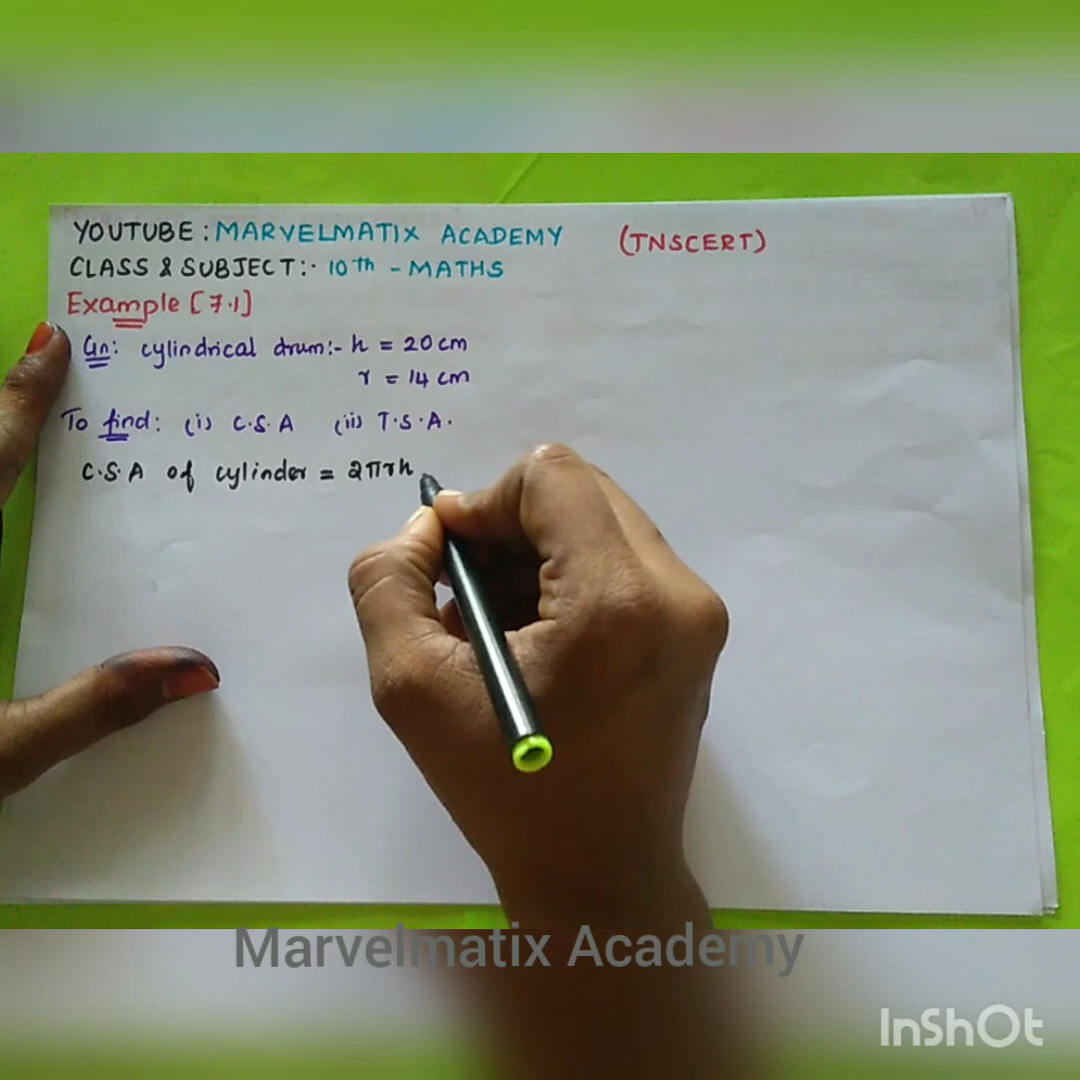 YOUTUBE : MARVELMATIX ACADEMY (TNSCERT)
CLASS & SUBJECT:- 10th - MATHS
Example [7.1]
Gn: cylindrical drum:- h = 20 cm
r = 14 cm
To find: (i) C.S.A (ii) T.S.A.
C.S.A of cylinder = 2πrh
Marvelmatix Academy
InShOt